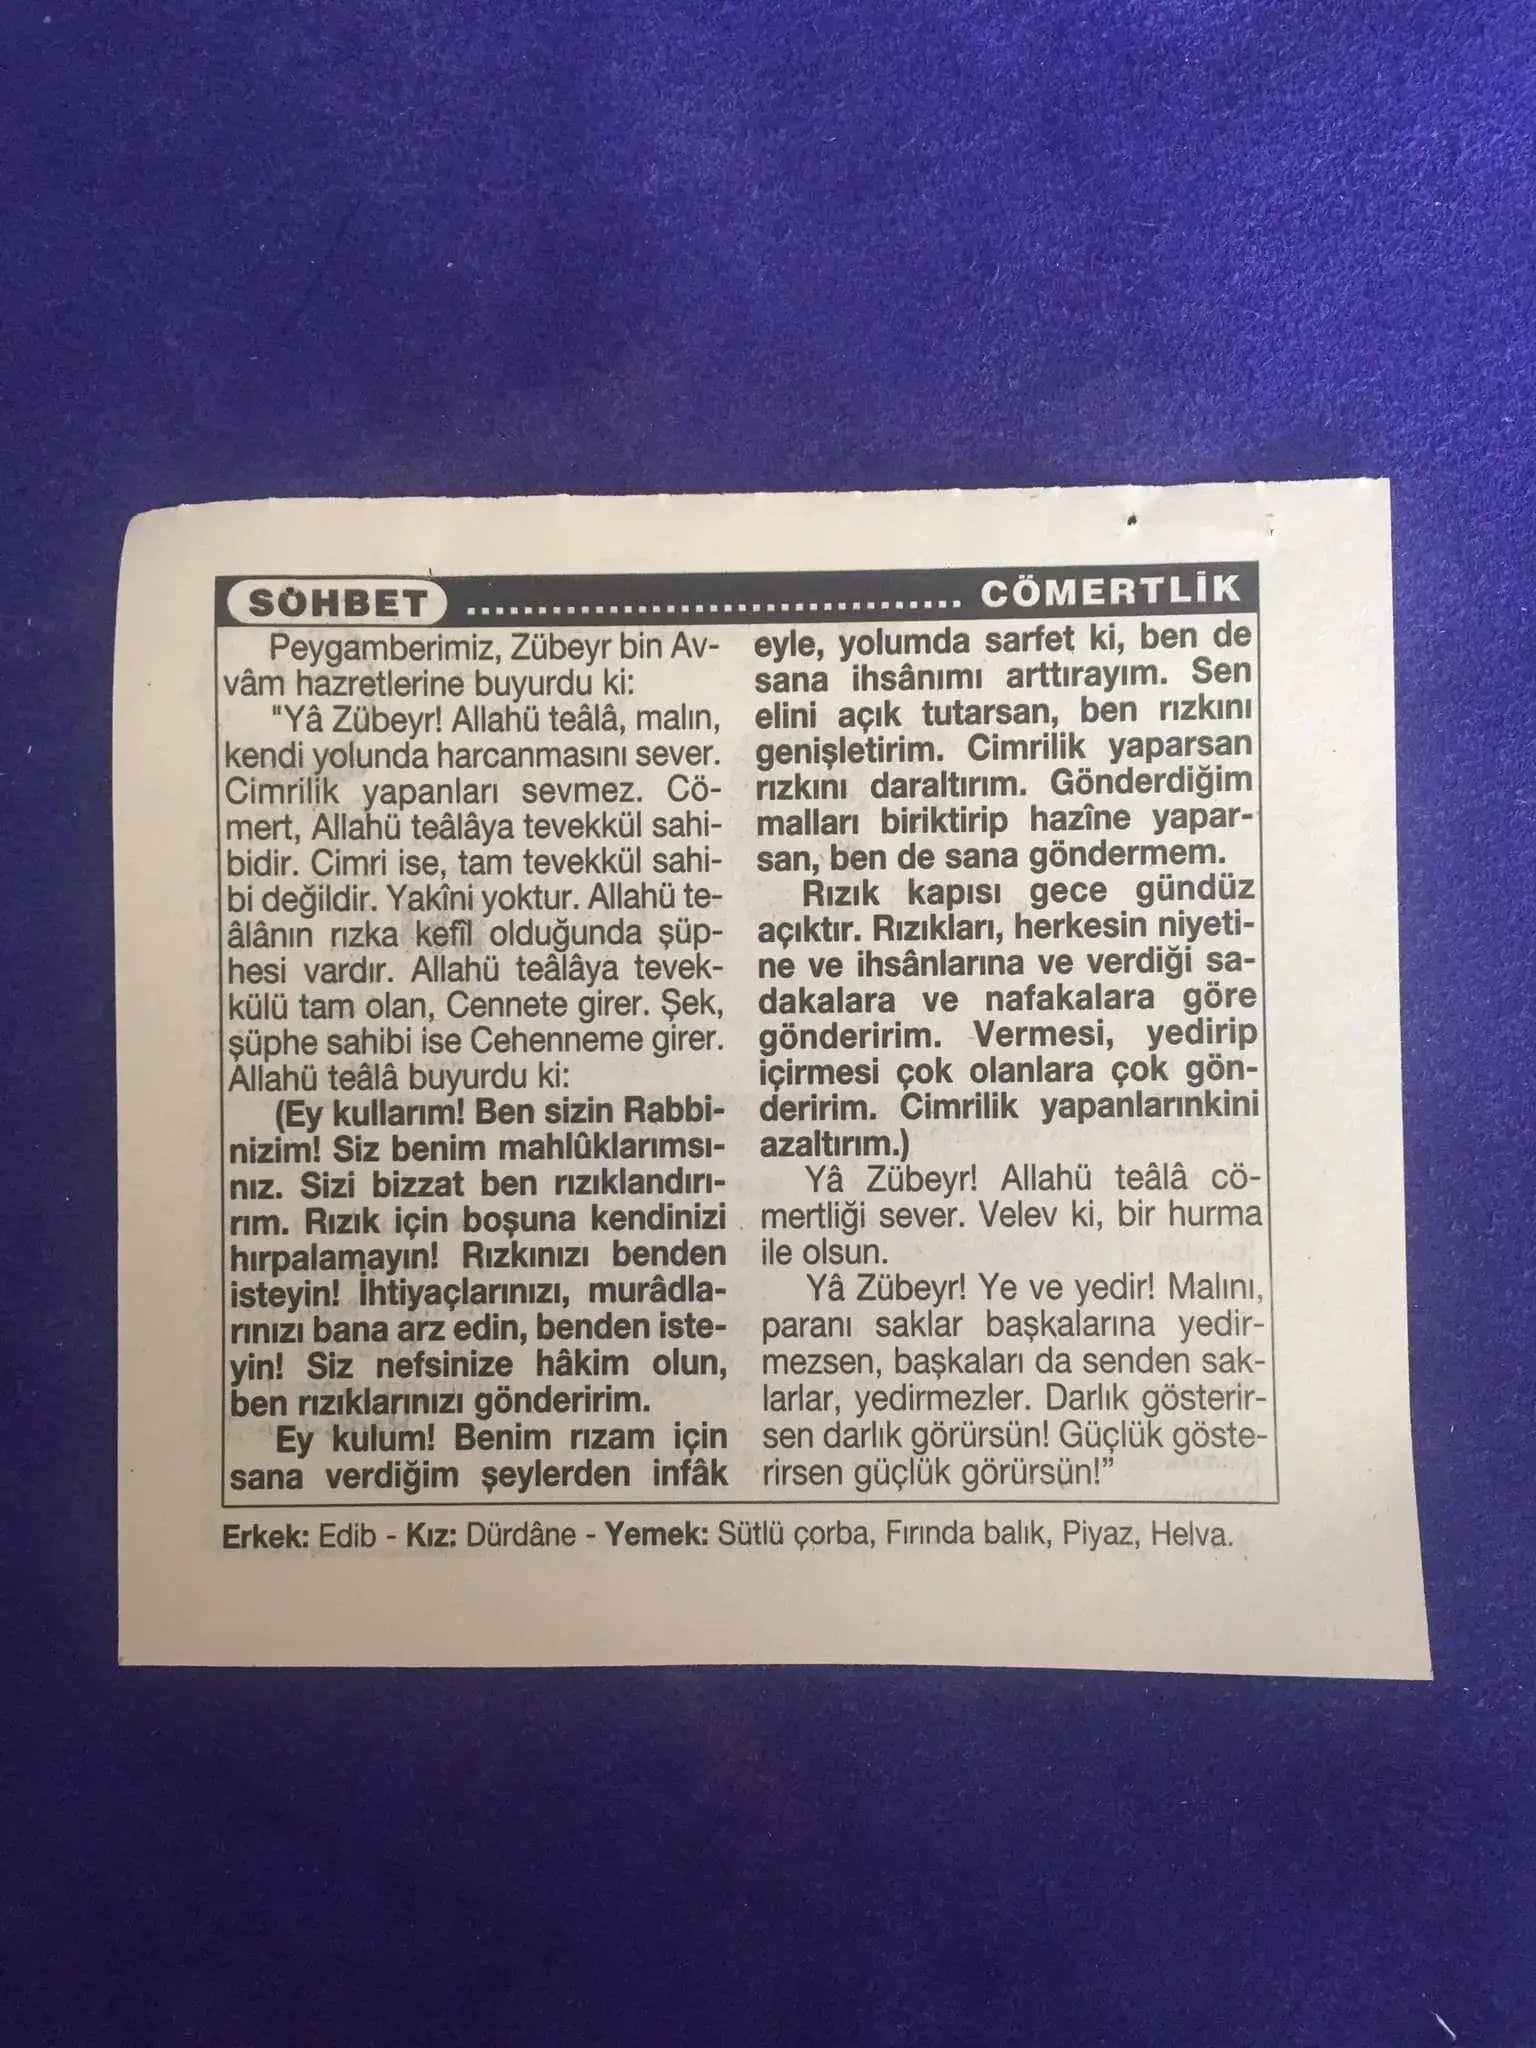 SOHBET .................................. CÖMERTLİK
Peygamberimiz, Zübeyr bin Av-
vâm hazretlerine buyurdu ki:
"Yâ Zübeyr! Allahü teâlâ, malın,
kendi yolunda harcanmasını sever.
Cimrilik yapanları sevmez. Cö-
mert, Allahü teâlâya tevekkül sahi-
bidir. Cimri ise, tam tevekkül sahi-
bi değildir. Yakîni yoktur. Allahü te-
âlânın rızka kefîl olduğunda şüp-
hesi vardır. Allahü teâlâya tevek-
külü tam olan, Cennete girer. Şek,
şüphe sahibi ise Cehenneme girer.
Allahü teâlâ buyurdu ki:
(Ey kullarım! Ben sizin Rabbi-
nizim! Siz benim mahlûklarımsı-
nız. Sizi bizzat ben rızıklandırı-
rım. Rızık için boşuna kendinizi
hırpalamayın! Rızkınızı benden
isteyin! İhtiyaçlarınızı, murâdla-
rınızı bana arz edin, benden iste-
yin! Siz nefsinize hâkim olun,
ben rızıklarınızı gönderirim.
Ey kulum! Benim rızam için
sana verdiğim şeylerden infâk
eyle, yolumda sarfet ki, ben de
sana ihsânımı arttırayım. Sen
elini açık tutarsan, ben rızkını
genişletirim. Cimrilik yaparsan
rızkını daraltırım. Gönderdiğim
malları biriktirip hazîne yapar-
san, ben de sana göndermem.
Rızık kapısı gece gündüz
açıktır. Rızıkları, herkesin niyeti-
ne ve ihsânlarına ve verdiği sa-
dakalara ve nafakalara göre
gönderirim. Vermesi, yedirip
içirmesi çok olanlara çok gön-
deririm. Cimrilik yapanlarınkini
azaltırım.)
Yâ Zübeyr! Allahü teâlâ cö-
mertliği sever. Velev ki, bir hurma
ile olsun.
Yâ Zübeyr! Ye ve yedir! Malını,
paranı saklar başkalarına yedir-
mezsen, başkaları da senden sak-
larlar, yedirmezler. Darlık gösterir-
sen darlık görürsün! Güçlük göste-
rirsen güçlük görürsün!”
Erkek: Edib - Kız: Dürdâne - Yemek: Sütlü çorba, Fırında balık, Piyaz, Helva.